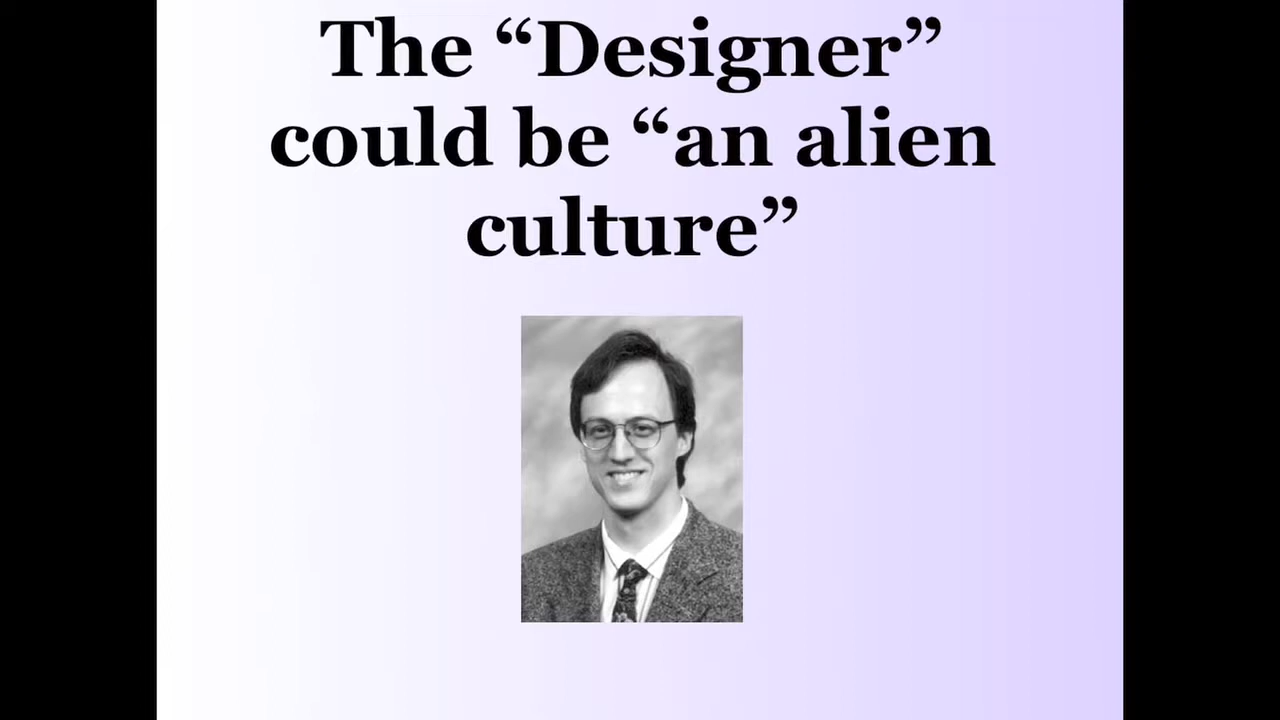 The “Designer”
could be “an alien
culture”